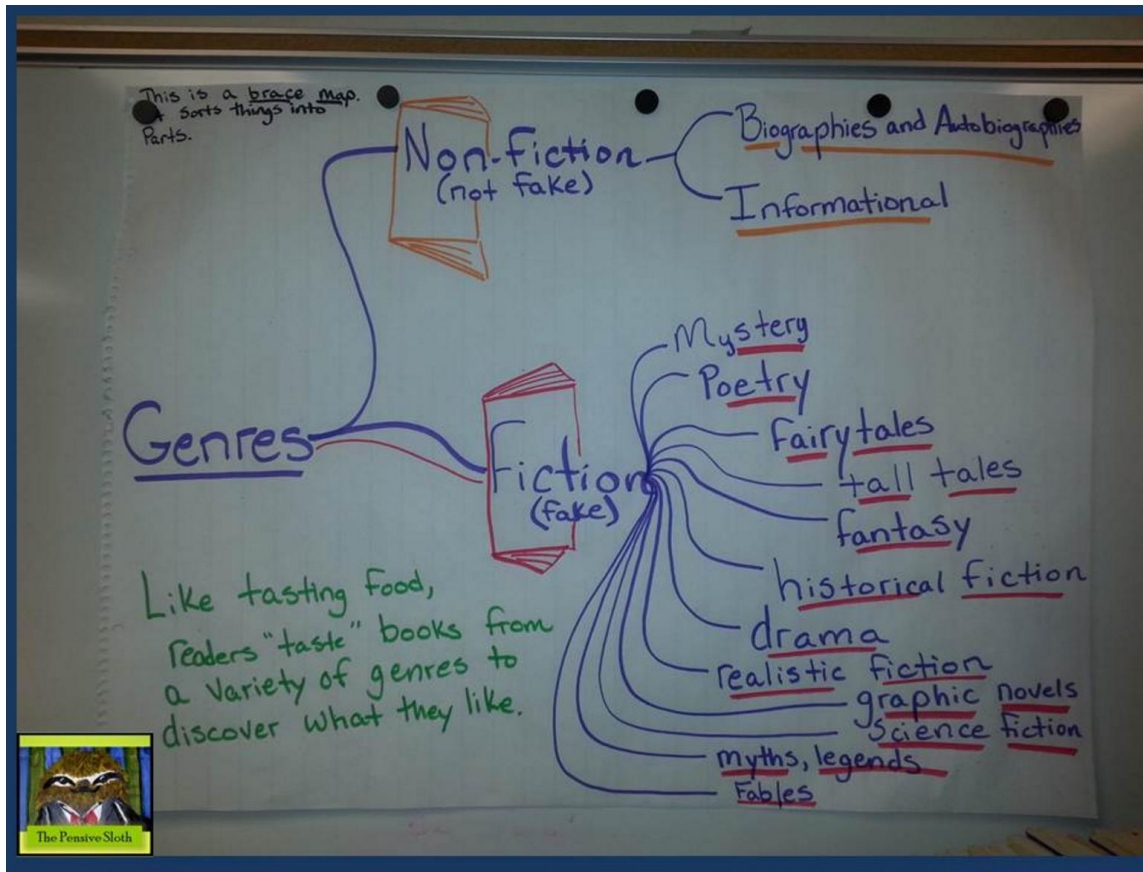 This is a brace map.
It sorts things into
Parts.
Non-fiction
(not fake)
Biographies and Autobiographies
Informational
Genres
Fiction
(fake)
Mystery
Poetry
fairytales
tall tales
fantasy
historical fiction
drama
realistic fiction
graphic novels
science fiction
myths, legends
Fables
Like tasting food,
readers "taste" books from
a variety of genres to
discover what they like.
The Pensive Sloth